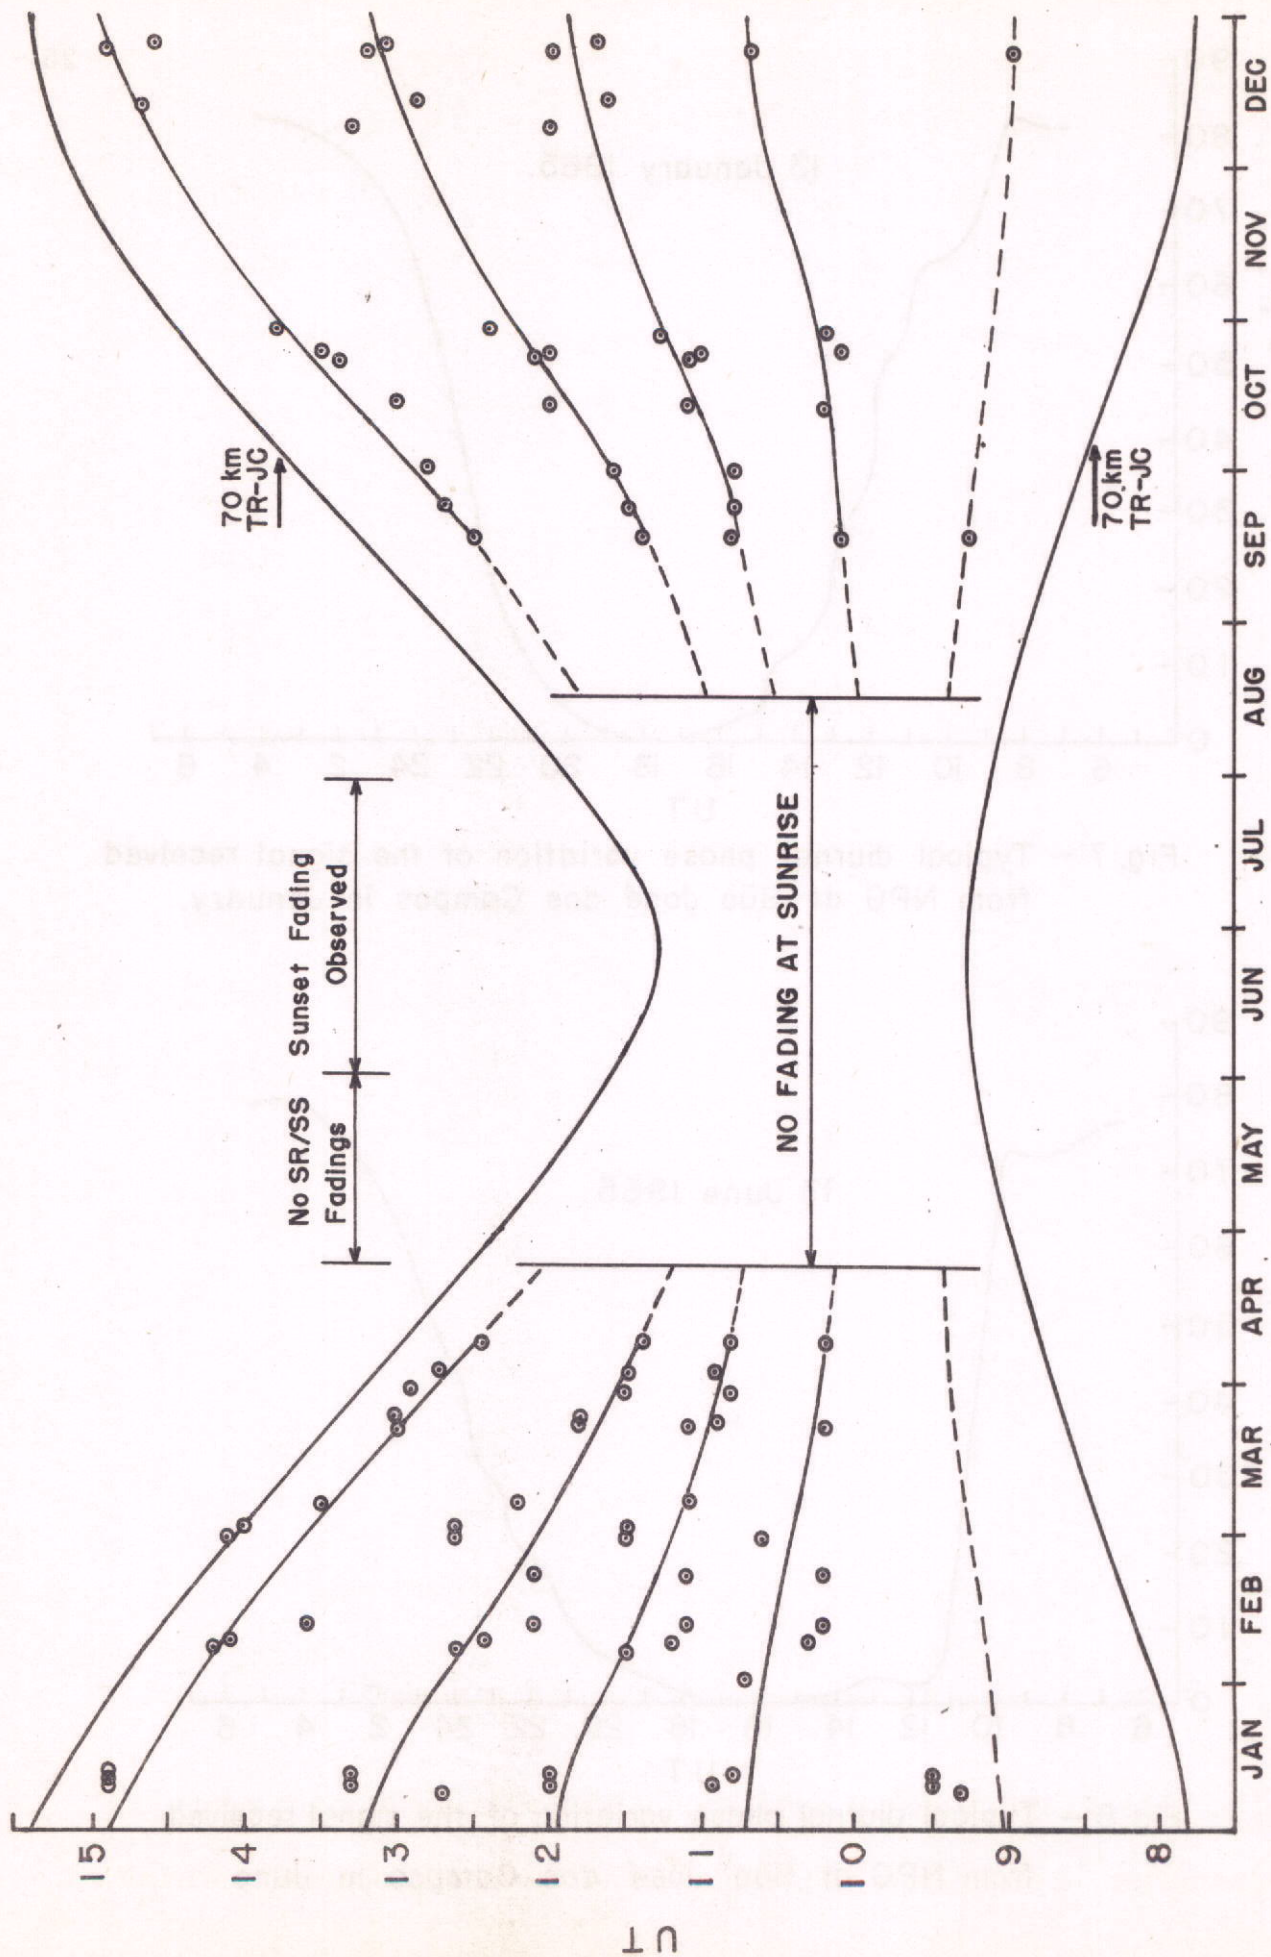 UT
15
14
13
12
11
10
9
8
70 km
TR-JC
No SR/SS
Fadings
Sunset Fading
Observed
NO FADING AT SUNRISE
70 km
TR-JC
JAN FEB MAR APR MAY JUN JUL AUG SEP OCT NOV DEC